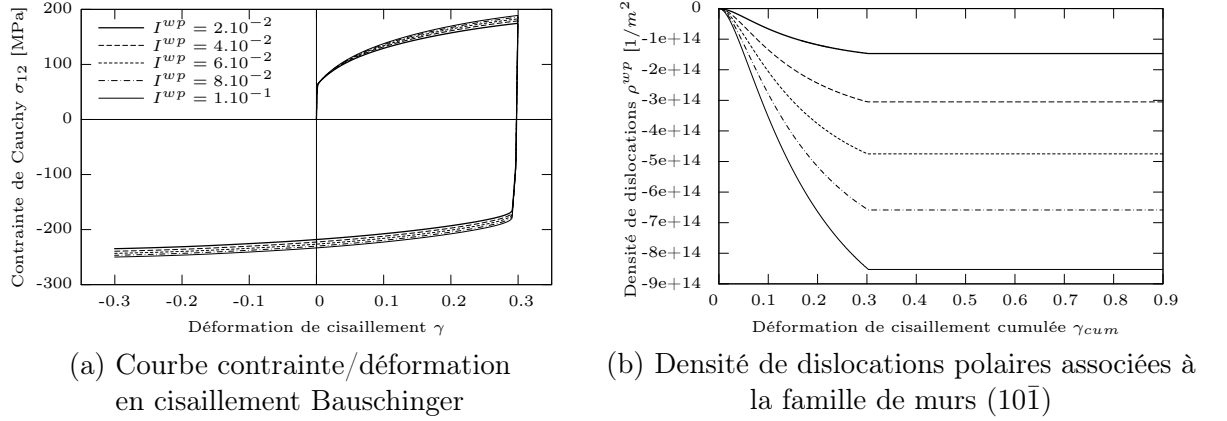 Contrainte de Cauchy σ12 [MPa]
200
100
0
-100
-200
-300
I^{wp} = 2.10^{-2}
I^{wp} = 4.10^{-2}
I^{wp} = 6.10^{-2}
I^{wp} = 8.10^{-2}
I^{wp} = 1.10^{-1}
-0.3 -0.2 -0.1 0 0.1 0.2 0.3
Déformation de cisaillement γ
(a) Courbe contrainte/déformation
en cisaillement Bauschinger
Densité de dislocations ρ^{wp} [1/m^2]
0
-1e+14
-2e+14
-3e+14
-4e+14
-5e+14
-6e+14
-7e+14
-8e+14
-9e+14
0 0.1 0.2 0.3 0.4 0.5 0.6 0.7 0.8 0.9
Déformation de cisaillement cumulée γ_{cum}
(b) Densité de dislocations polaires associées à
la famille de murs (101̄)